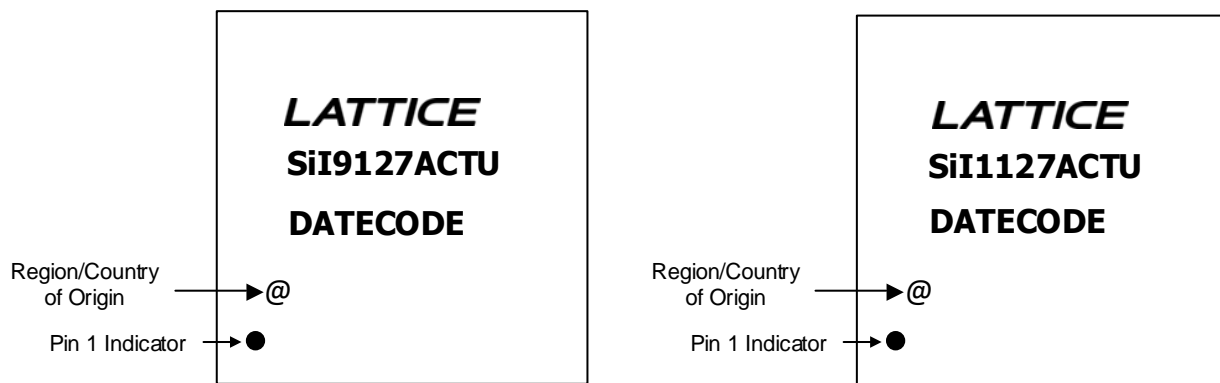 LATTICE
SiI9127ACTU
DATECODE
Region/Country
of Origin
@
Pin 1 Indicator
LATTICE
SiI1127ACTU
DATECODE
Region/Country
of Origin
@
Pin 1 Indicator